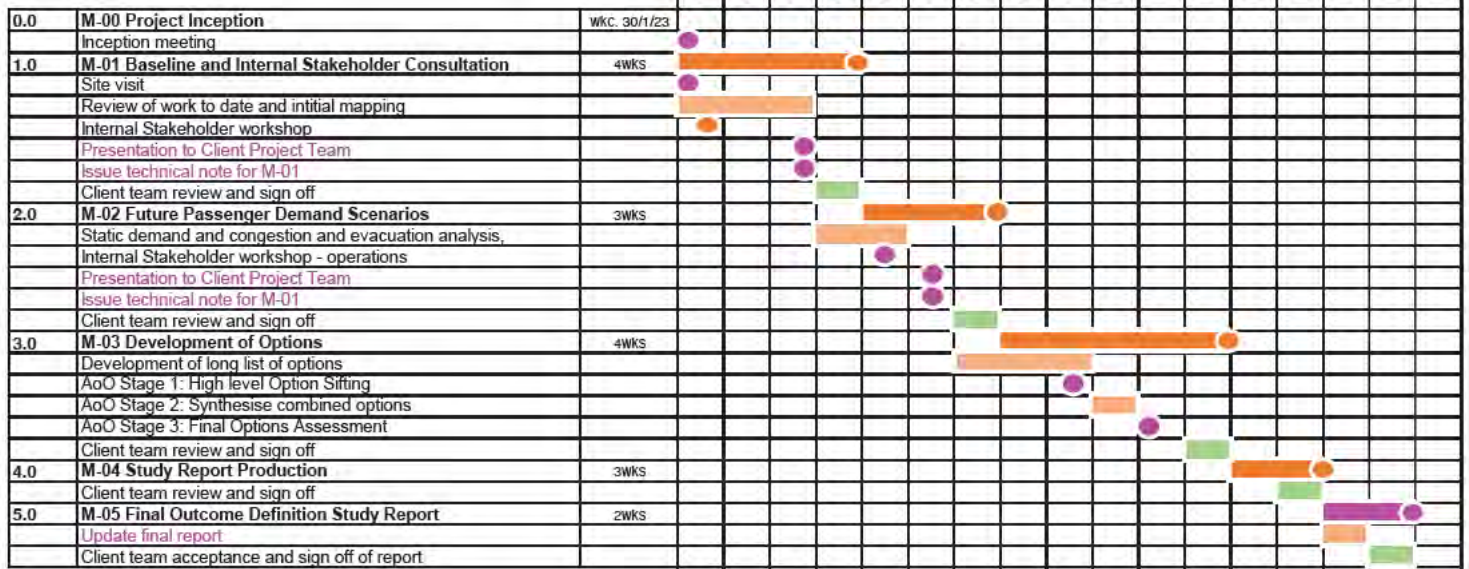 0.0 M-00 Project Inception wkc. 30/1/23
Inception meeting
1.0 M-01 Baseline and Internal Stakeholder Consultation 4wks
Site visit
Review of work to date and intitial mapping
Internal Stakeholder workshop
Presentation to Client Project Team
Issue technical note for M-01
Client team review and sign off
2.0 M-02 Future Passenger Demand Scenarios 3wks
Static demand and congestion and evacuation analysis,
Internal Stakeholder workshop - operations
Presentation to Client Project Team
Issue technical note for M-01
Client team review and sign off
3.0 M-03 Development of Options 4wks
Development of long list of options
AoO Stage 1: High level Option Sifting
AoO Stage 2: Synthesise combined options
AoO Stage 3: Final Options Assessment
Client team review and sign off
4.0 M-04 Study Report Production 3wks
Client team review and sign off
5.0 M-05 Final Outcome Definition Study Report 2wks
Update final report
Client team acceptance and sign off of report